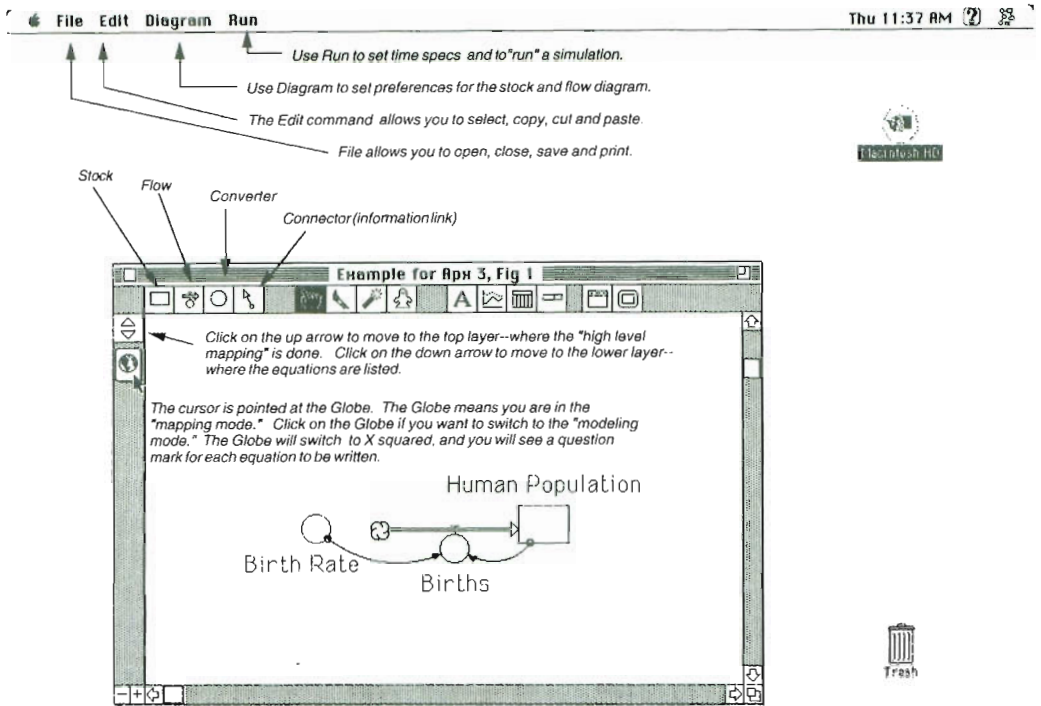 File Edit Diagram Run
Thu 11:37 AM
Use Run to set time specs and to"run" a simulation.
Use Diagram to set preferences for the stock and flow diagram.
The Edit command allows you to select, copy, cut and paste.
File allows you to open, close, save and print.
Macintosh HD
Stock
Flow
Converter
Connector (information link)
Example for Apx 3, Fig 1
A
Click on the up arrow to move to the top layer--where the "high level
mapping" is done. Click on the down arrow to move to the lower layer--
where the equations are listed.
The cursor is pointed at the Globe. The Globe means you are in the
"mapping mode." Click on the Globe if you want to switch to the "modeling
mode." The Globe will switch to X squared, and you will see a question
mark for each equation to be written.
Human Population
Birth Rate
Births
Trash